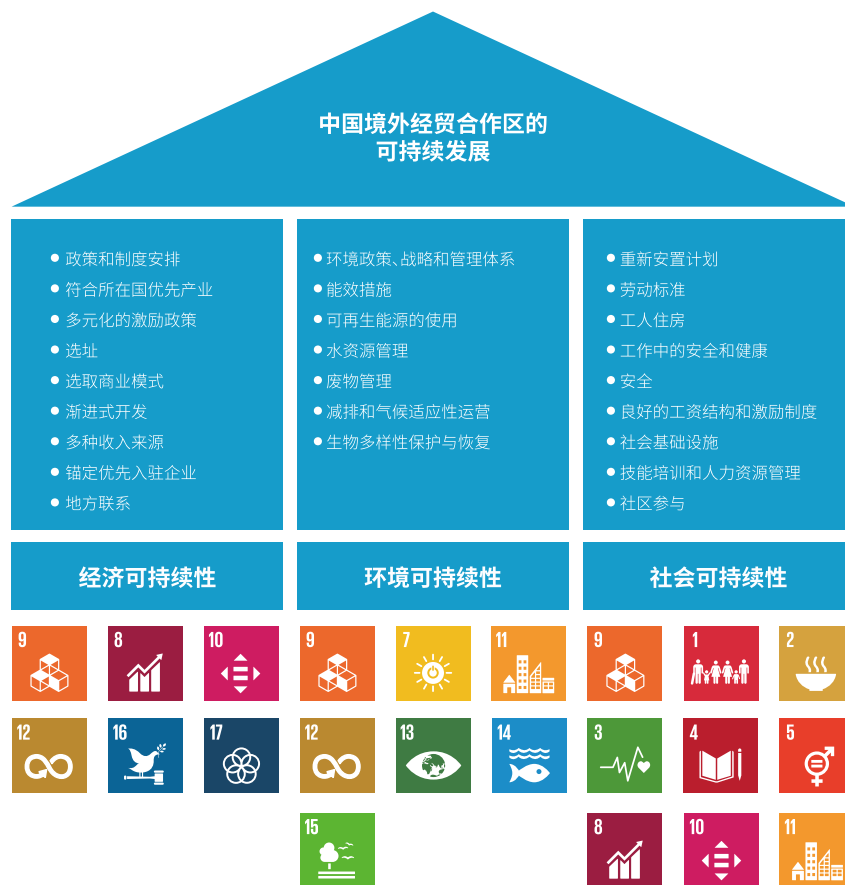 中国境外经贸合作区的
可持续发展
政策和制度安排
符合所在国优先产业
多元化的激励政策
选址
选取商业模式
渐进式开发
多种收入来源
锚定优先入驻企业
地方联系
环境政策、战略和管理体系
能效措施
可再生能源的使用
水资源管理
废物管理
减排和气候适应性运营
生物多样性保护与恢复
重新安置计划
劳动标准
工人住房
工作中的安全和健康
安全
良好的工资结构和激励制度
社会基础设施
技能培训和人力资源管理
社区参与
经济可持续性
环境可持续性
社会可持续性
9
8
10
12
16
17
9
7
11
12
13
14
15
9
1
2
3
4
5
8
10
11